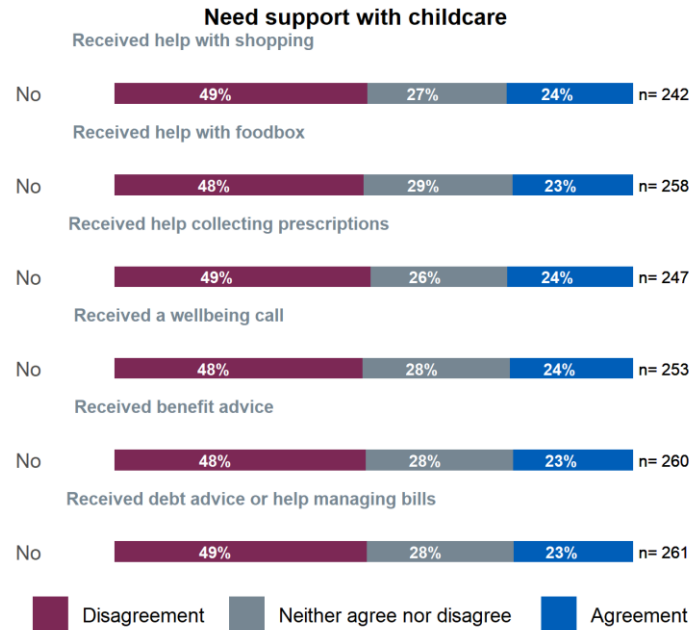 Need support with childcare
Received help with shopping
No 49% 27% 24% n= 242
Received help with foodbox
No 48% 29% 23% n= 258
Received help collecting prescriptions
No 49% 26% 24% n= 247
Received a wellbeing call
No 48% 28% 24% n= 253
Received benefit advice
No 48% 28% 23% n= 260
Received debt advice or help managing bills
No 49% 28% 23% n= 261
Disagreement Neither agree nor disagree Agreement